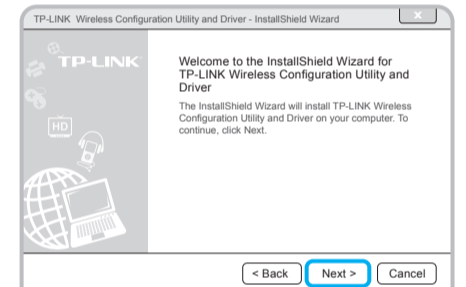 TP-LINK Wireless Configuration Utility and Driver - InstallShield Wizard
X
TP-LINK
HD
Welcome to the InstallShield Wizard for
TP-LINK Wireless Configuration Utility and
Driver
The InstallShield Wizard will install TP-LINK Wireless
Configuration Utility and Driver on your computer. To
continue, click Next.
< Back
Next >
Cancel